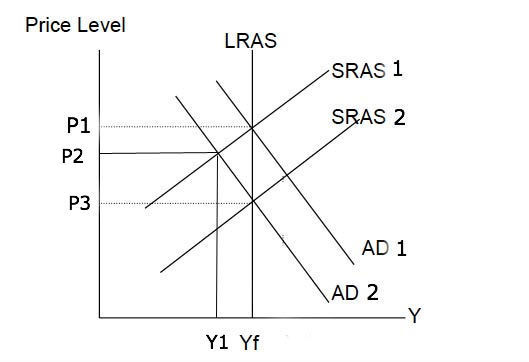 Price Level
LRAS
SRAS 1
SRAS 2
P1
P2
P3
AD 1
AD 2
Y
Y1 Yf